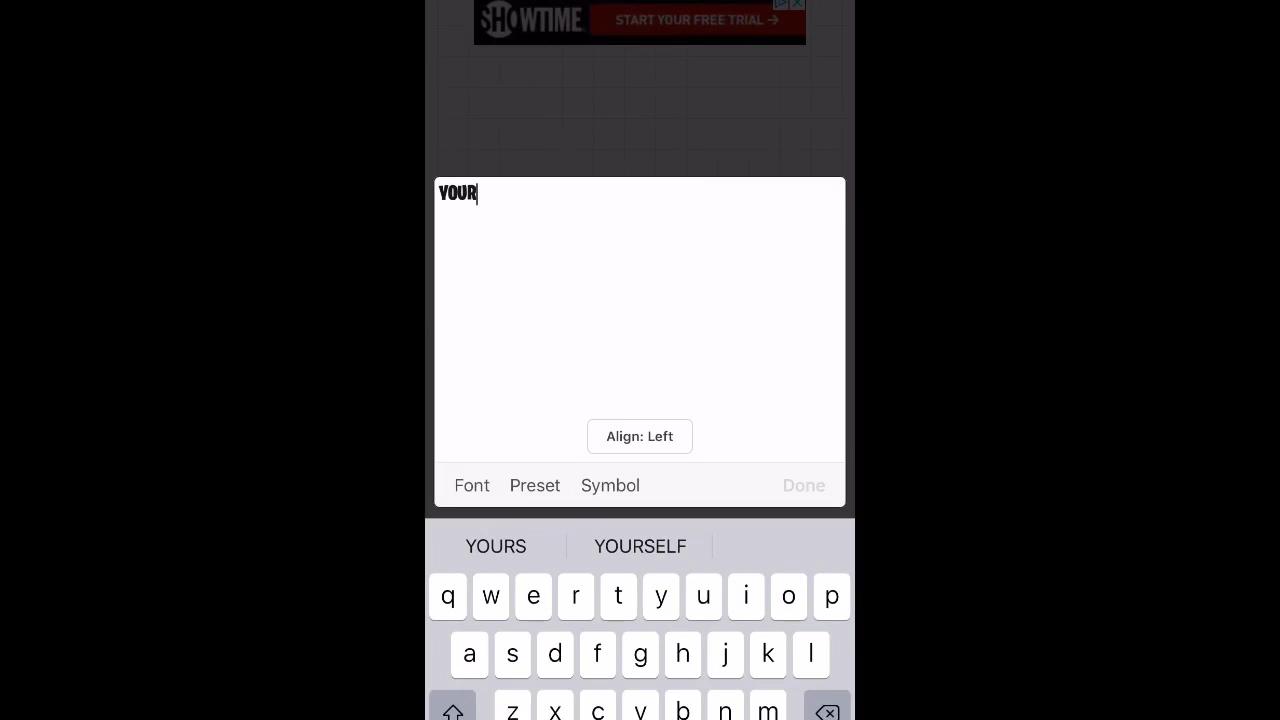 SHOWTIME START YOUR FREE TRIAL →
YOUR
Align: Left
Font Preset Symbol Done
YOURS YOURSELF
q w e r t y u i o p
a s d f g h j k l
z x c v b n m